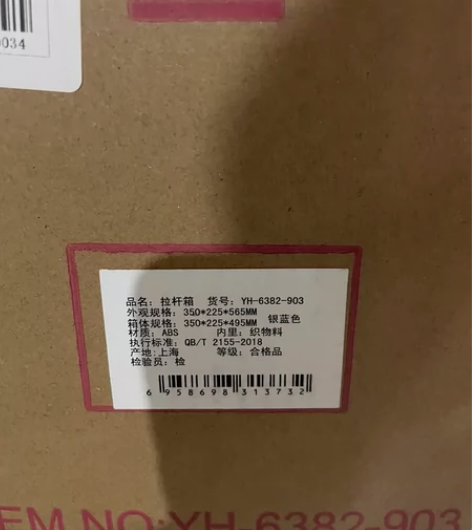 0034
品名: 拉杆箱 货号: YH-6382-903
外观规格: 350*225*565MM
箱体规格: 350*225*495MM 银蓝色
材质: ABS 内里: 织物料
执行标准: QB/T 2155-2018
产地:上海 等级: 合格品
检验员: 检
6 958698 313732
EM NO:YH-6382-903